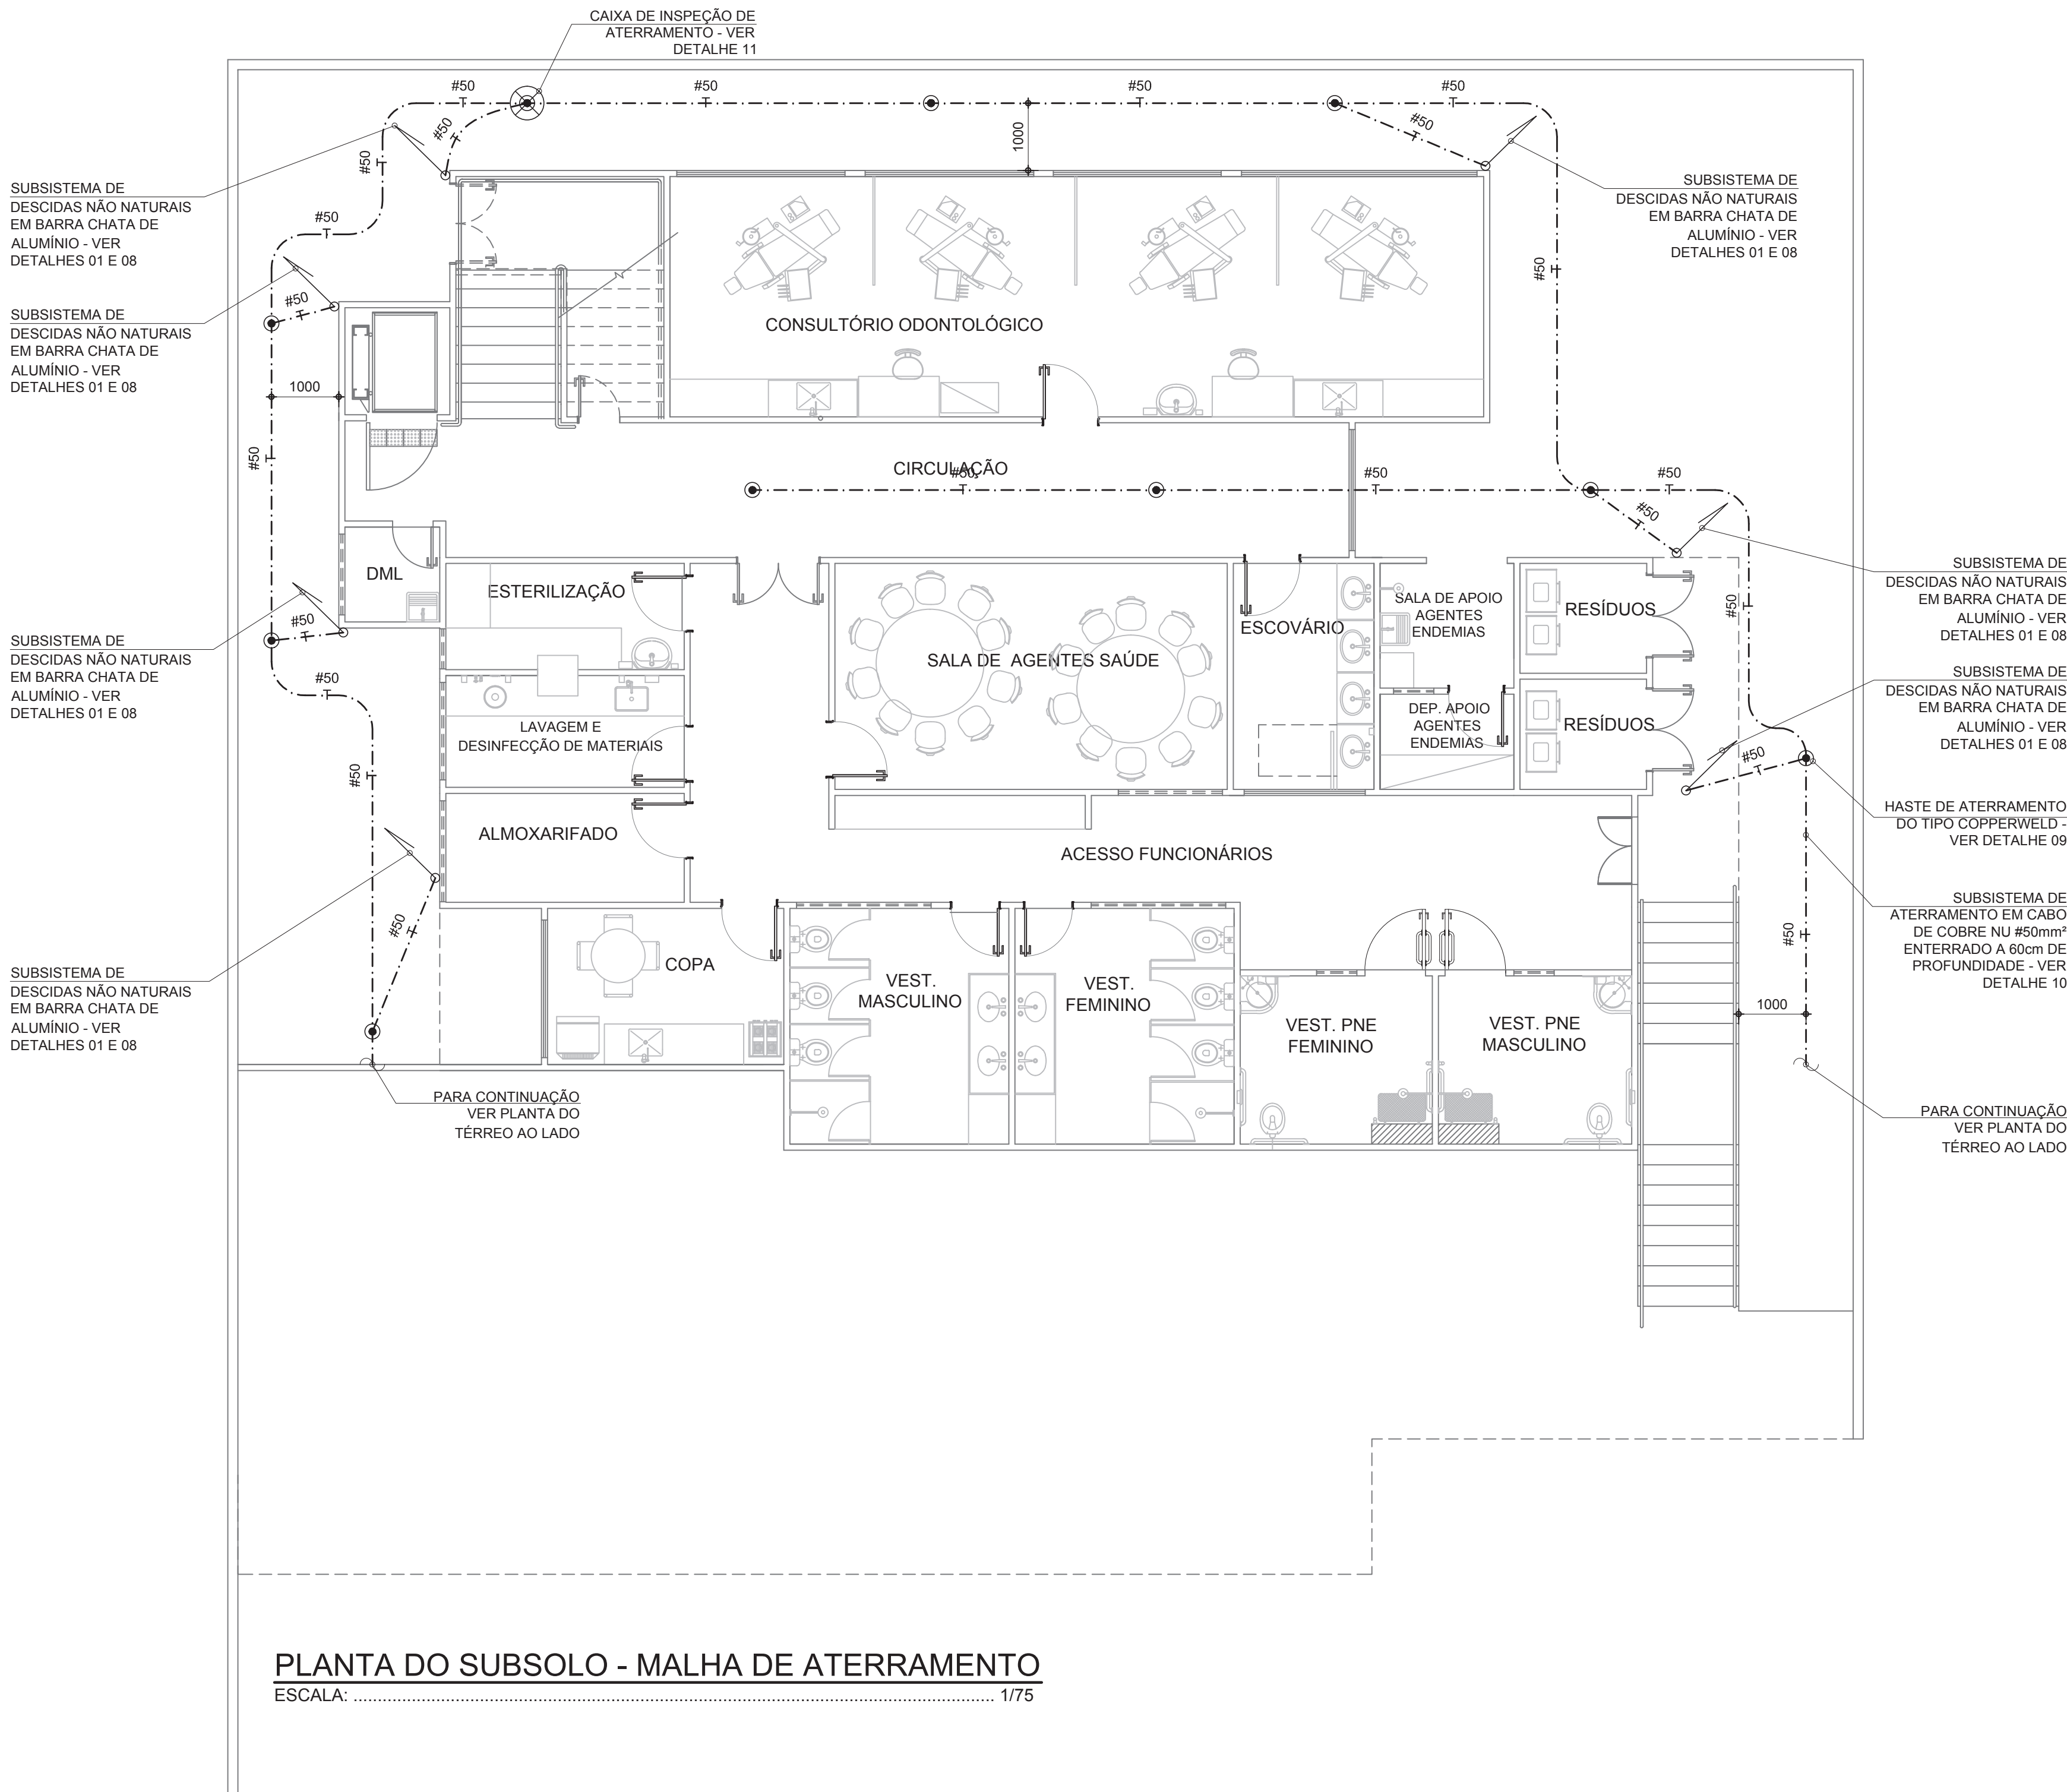 CAIXA DE INSPEÇÃO DE
ATERRAMENTO - VER
DETALHE 11
#50
#50
#50
#50
#50
#50
#50
1000
SUBSISTEMA DE
DESCIDAS NÃO NATURAIS
EM BARRA CHATA DE
ALUMÍNIO - VER
DETALHES 01 E 08
SUBSISTEMA DE
DESCIDAS NÃO NATURAIS
EM BARRA CHATA DE
ALUMÍNIO - VER
DETALHES 01 E 08
#50
#50
#50
SUBSISTEMA DE
DESCIDAS NÃO NATURAIS
EM BARRA CHATA DE
ALUMÍNIO - VER
DETALHES 01 E 08
1000
CONSULTÓRIO ODONTOLÓGICO
#50
CIRCULAÇÃO
#50
#50
#50
#50
DML
ESTERILIZAÇÃO
SALA DE AGENTES SAÚDE
ESCOVÁRIO
SALA DE APOIO
AGENTES
ENDEMIAS
RESÍDUOS
#50
SUBSISTEMA DE
DESCIDAS NÃO NATURAIS
EM BARRA CHATA DE
ALUMÍNIO - VER
DETALHES 01 E 08
SUBSISTEMA DE
DESCIDAS NÃO NATURAIS
EM BARRA CHATA DE
ALUMÍNIO - VER
DETALHES 01 E 08
#50
#50
#50
LAVAGEM E
DESINFECÇÃO DE MATERIAIS
DEP. APOIO
AGENTES
ENDEMIAS
RESÍDUOS
#50
SUBSISTEMA DE
DESCIDAS NÃO NATURAIS
EM BARRA CHATA DE
ALUMÍNIO - VER
DETALHES 01 E 08
ALMOXARIFADO
ACESSO FUNCIONÁRIOS
HASTE DE ATERRAMENTO
DO TIPO COPPERWELD -
VER DETALHE 09
#50
SUBSISTEMA DE
DESCIDAS NÃO NATURAIS
EM BARRA CHATA DE
ALUMÍNIO - VER
DETALHES 01 E 08
COPA
VEST.
MASCULINO
VEST.
FEMININO
VEST. PNE
FEMININO
VEST. PNE
MASCULINO
#50
1000
SUBSISTEMA DE
ATERRAMENTO EM CABO
DE COBRE NU #50mm²
ENTERRADO A 60cm DE
PROFUNDIDADE - VER
DETALHE 10
PARA CONTINUAÇÃO
VER PLANTA DO
TÉRREO AO LADO
PARA CONTINUAÇÃO
VER PLANTA DO
TÉRREO AO LADO
PLANTA DO SUBSOLO - MALHA DE ATERRAMENTO
ESCALA: .................................................. 1/75